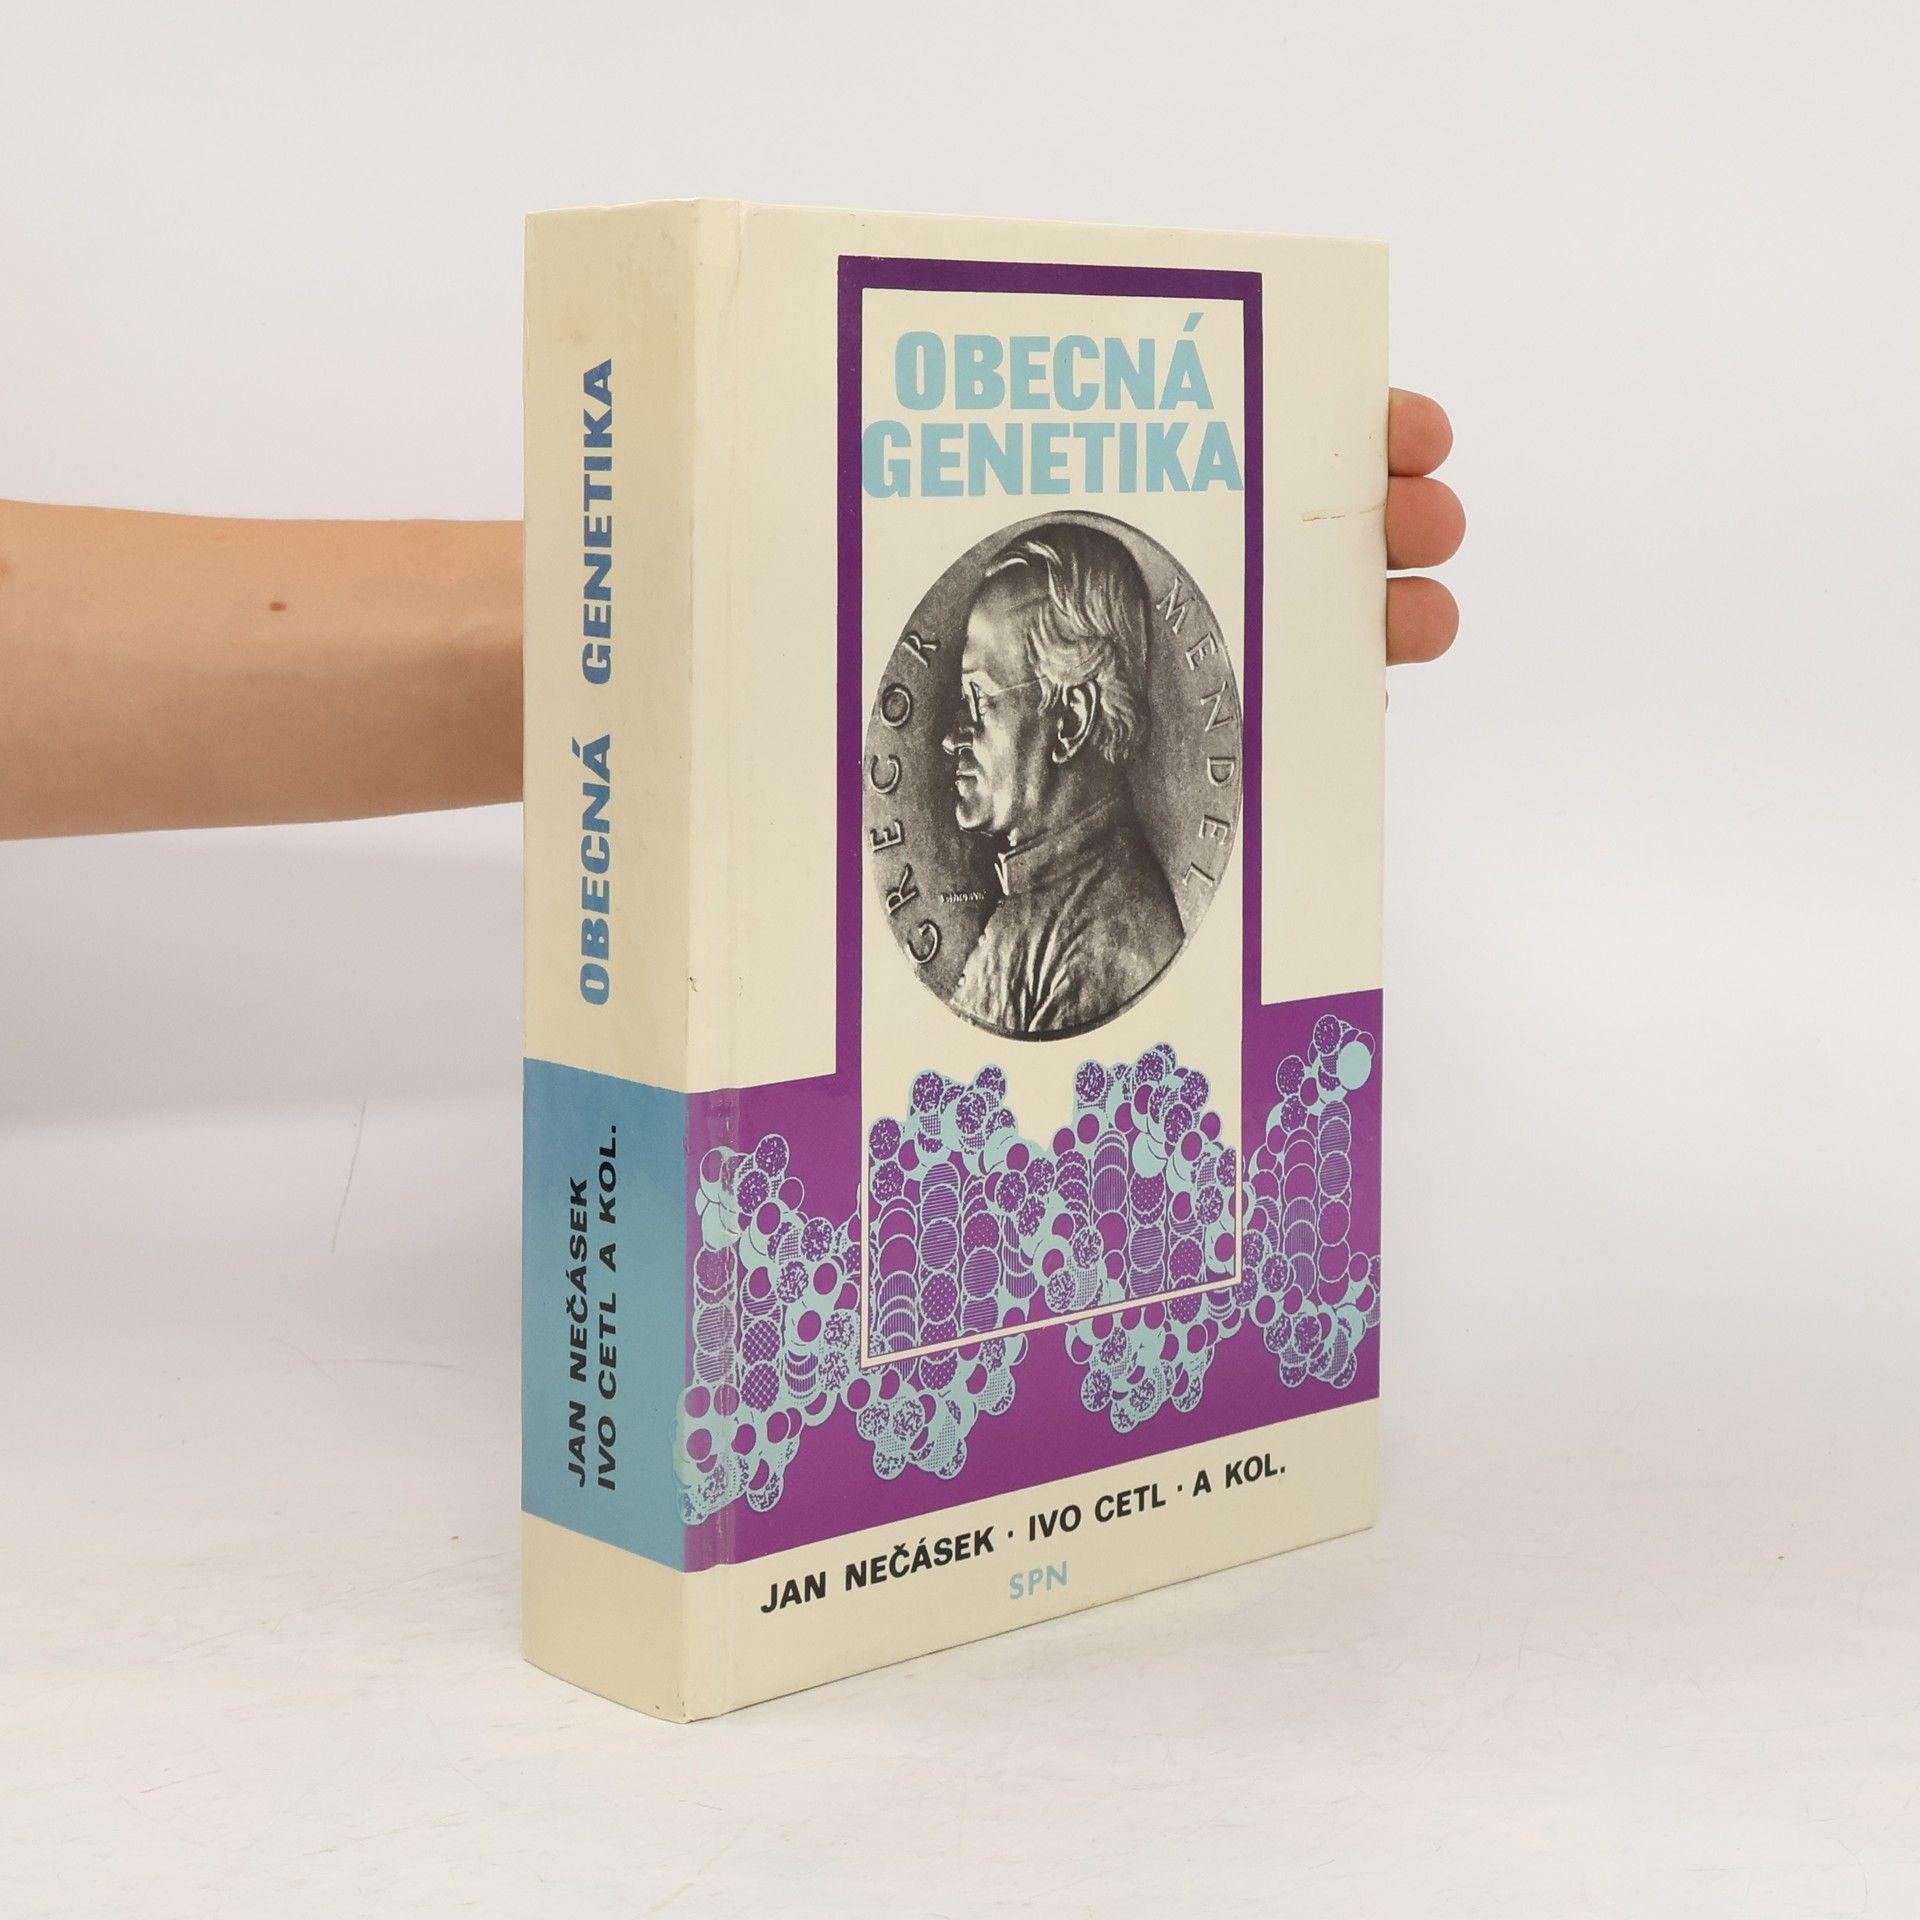 OBECNÁ GENETIKA
JAN NEČÁSEK
IVO CETL A KOL.
OBECNÁ
GENETIKA
GREGOR MENDEL
JAN NEČÁSEK · IVO CETL · A KOL.
SPN